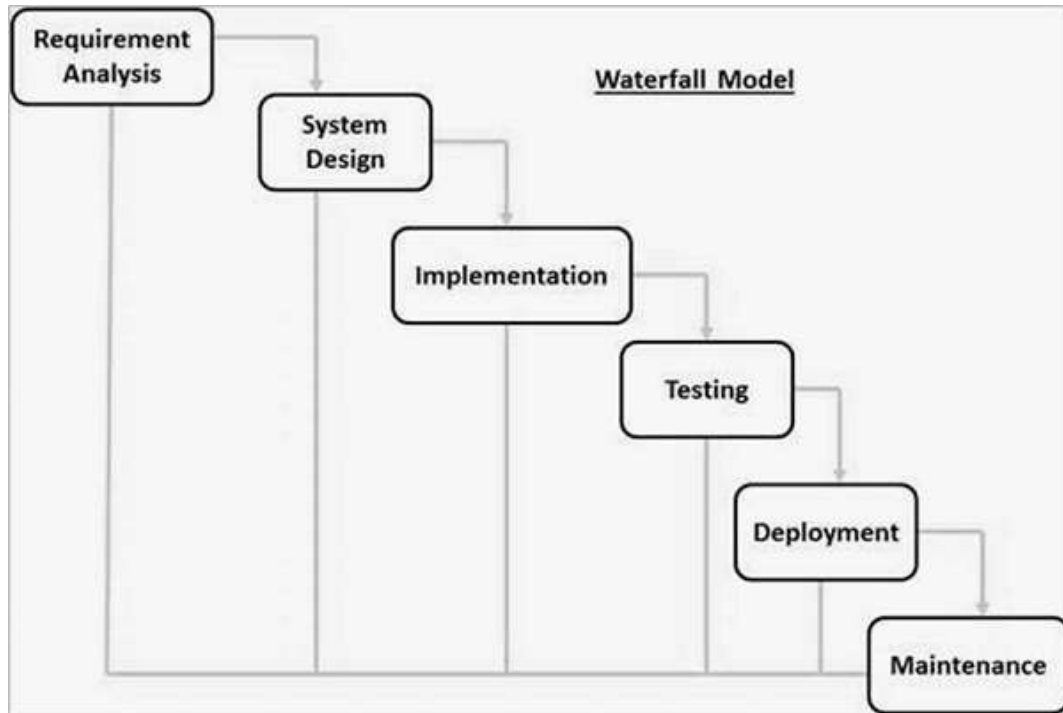 Requirement
Analysis
Waterfall Model
System
Design
Implementation
Testing
Deployment
Maintenance